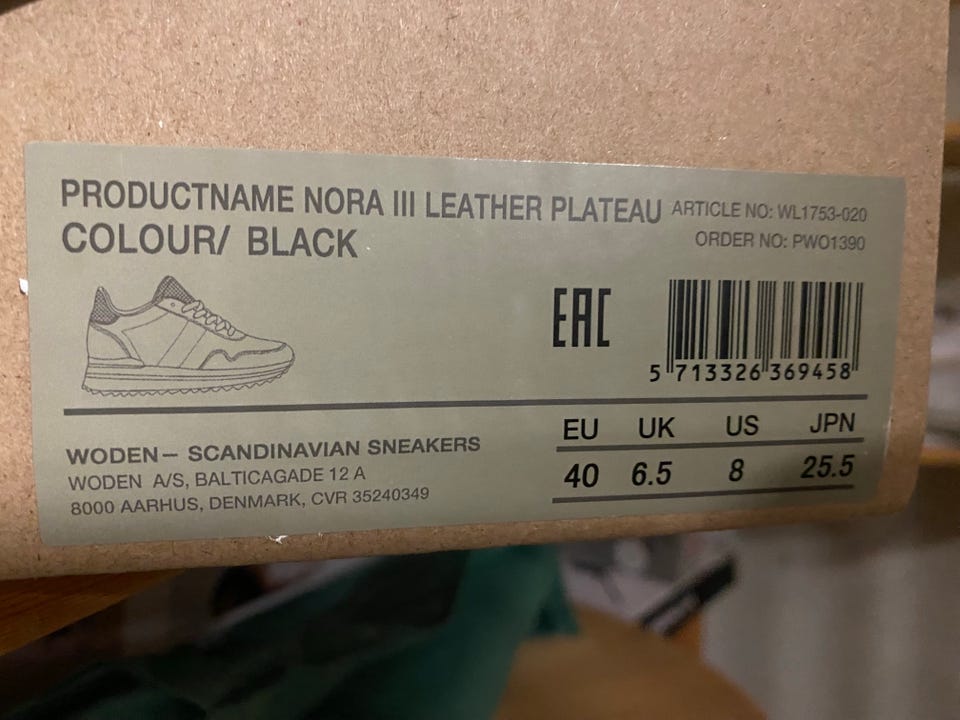 PRODUCTNAME NORA III LEATHER PLATEAU
COLOUR/ BLACK
ARTICLE NO: WL1753-020
ORDER NO: PWO1390
EAC
5 713326 369458
EU UK US JPN
40 6.5 8 25.5
WODEN– SCANDINAVIAN SNEAKERS
WODEN A/S, BALTICAGADE 12 A
8000 AARHUS, DENMARK, CVR 35240349